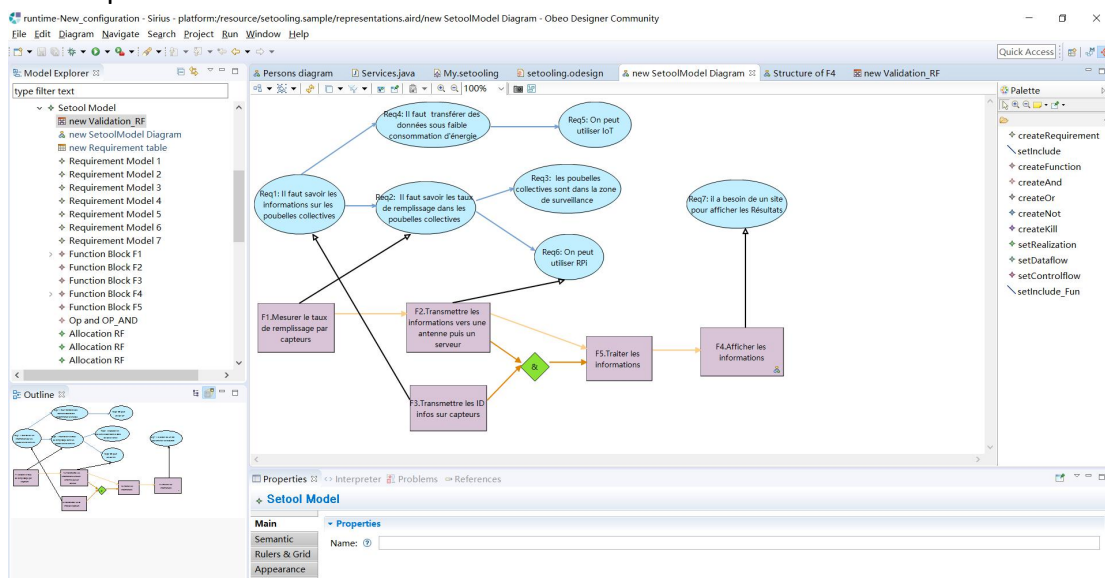 runtime-New_configuration - Sirius - platform:/resource/setooling.sample/representations.aird/new SetoolModel Diagram - Obeo Designer Community
File Edit Diagram Navigate Search Project Run Window Help
Quick Access
Model Explorer
type filter text
Setool Model
new Validation_RF
new SetoolModel Diagram
new Requirement table
Requirement Model 1
Requirement Model 2
Requirement Model 3
Requirement Model 4
Requirement Model 5
Requirement Model 6
Requirement Model 7
Function Block F1
Function Block F2
Function Block F3
Function Block F4
Function Block F5
Op and OP_AND
Allocation RF
Allocation RF
Allocation RF
Outline
Persons diagram Services.java My.setooling setooling.odesign new SetoolModel Diagram Structure of F4 new Validation_RF
100%
Req4: Il faut transférer des
données sous faible
consommation d'énergie
Req5: On peut
utiliser IoT
Req1: Il faut savoir les
informations sur les
poubelles collectives
Req2: Il faut savoir les taux
de remplissage dans les
poubelles collectives
Req3: les poubelles
collectives sont dans la zone
de surveillance
Req7: il a besoin de un site
pour afficher les Résultats
Req6: On peut
utiliser RPi
F1.Mesurer le taux
de remplissage par
capteurs
F2.Transmettre les
informations vers une
antenne puis un
serveur
F5.Traiter les
informations
F4.Afficher les
informations
&
F3.Transmettre les ID
infos sur capteurs
Palette
createRequirement
setInclude
createFunction
createAnd
createOr
createNot
createKill
setRealization
setDataflow
setControlflow
setInclude_Fun
Properties Interpreter Problems References
Setool Model
Main
Semantic
Rulers & Grid
Appearance
Properties
Name: